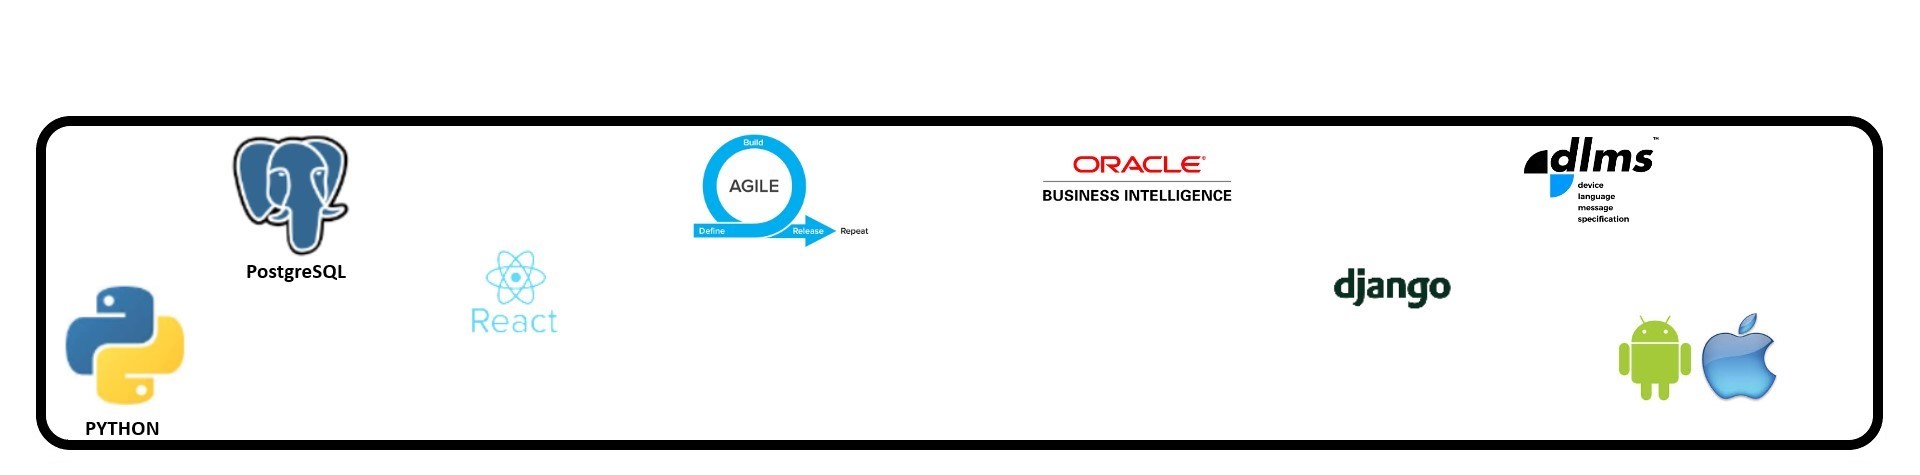 PostgreSQL
PYTHON
React
Build
AGILE
Define
Release
Repeat
ORACLE®
BUSINESS INTELLIGENCE
django
dlms™
device
language
message
specification